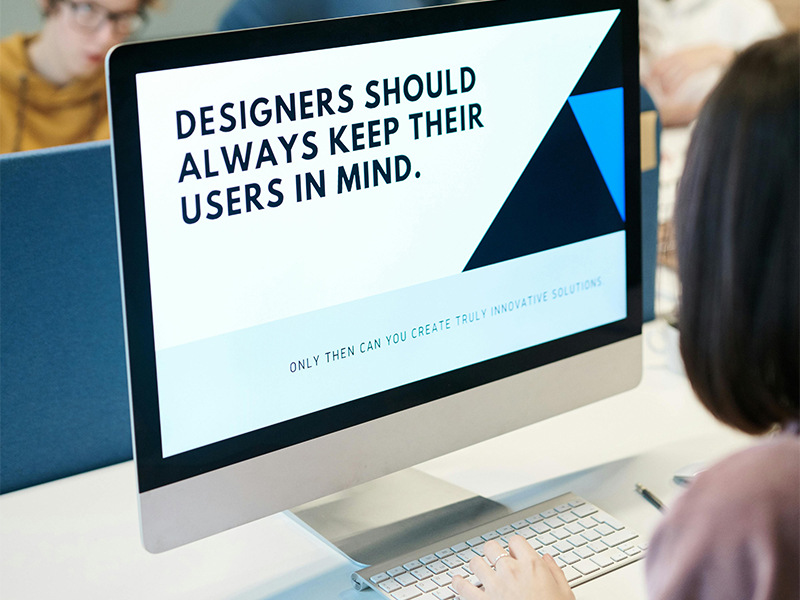 DESIGNERS SHOULD
ALWAYS KEEP THEIR
USERS IN MIND.
ONLY THEN CAN YOU CREATE TRULY INNOVATIVE SOLUTIONS